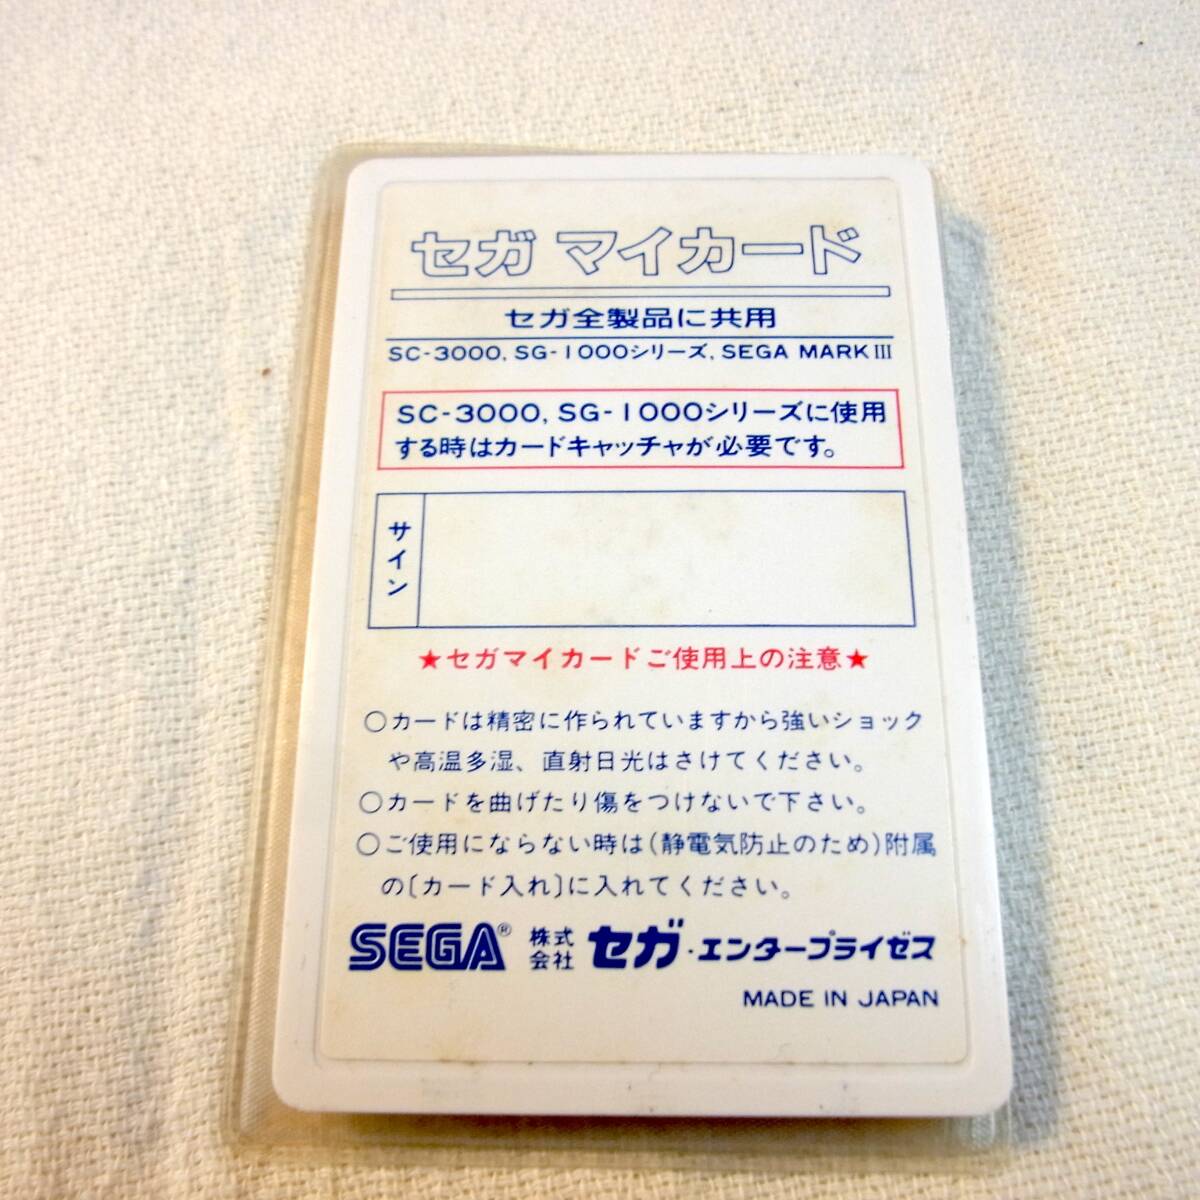 セガ マイカード
セガ全製品に共用
SC-3000, SG-1000シリーズ, SEGA MARK III
SC-3000, SG-1000シリーズに使用
する時はカードキャッチャが必要です。
サイン
★セガマイカードご使用上の注意★
○カードは精密に作られていますから強いショック
や高温多湿、直射日光はさけてください。
○カードを曲げたり傷をつけないで下さい。
○ご使用にならない時は(静電気防止のため)附属
の〔カード入れ〕に入れてください。
SEGA® 株式会社 セガ・エンタープライゼス
MADE IN JAPAN